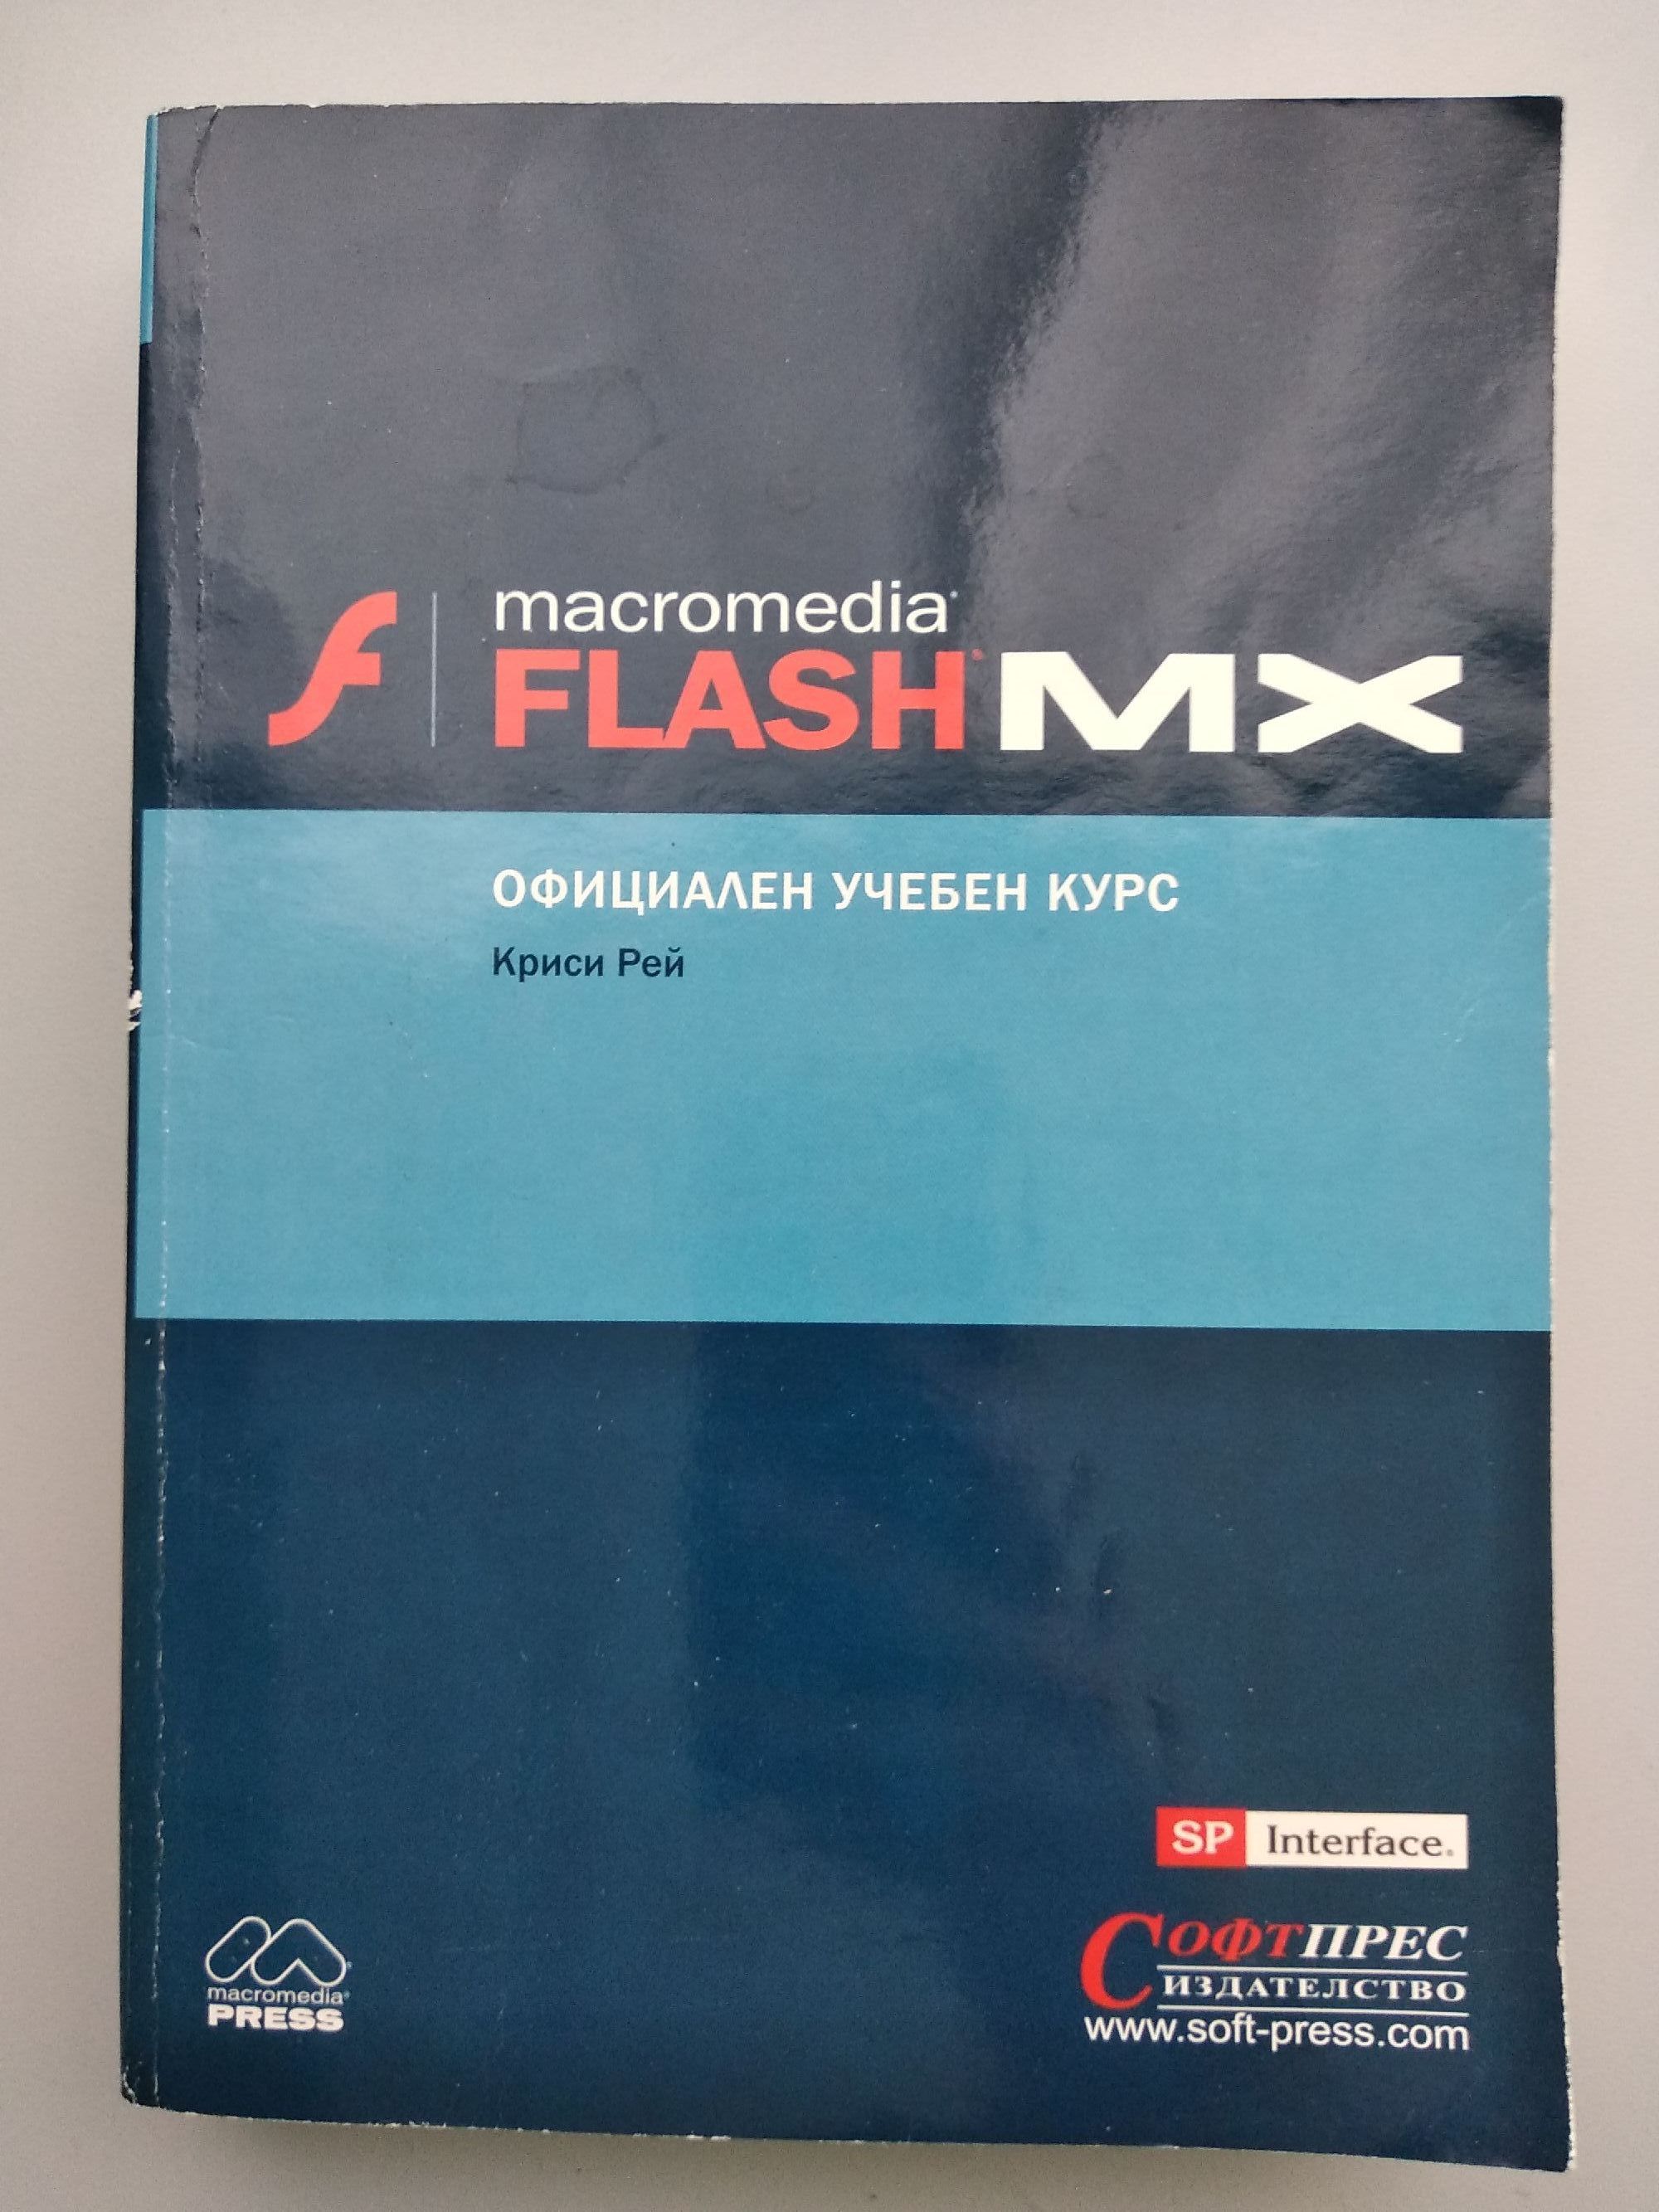 macromedia®
FLASH® MX
ОФИЦИАЛЕН УЧЕБЕН КУРС
Криси Рей
SP Interface®
СОФТПРЕС
ИЗДАТЕЛСТВО
www.soft-press.com
macromedia®
PRESS